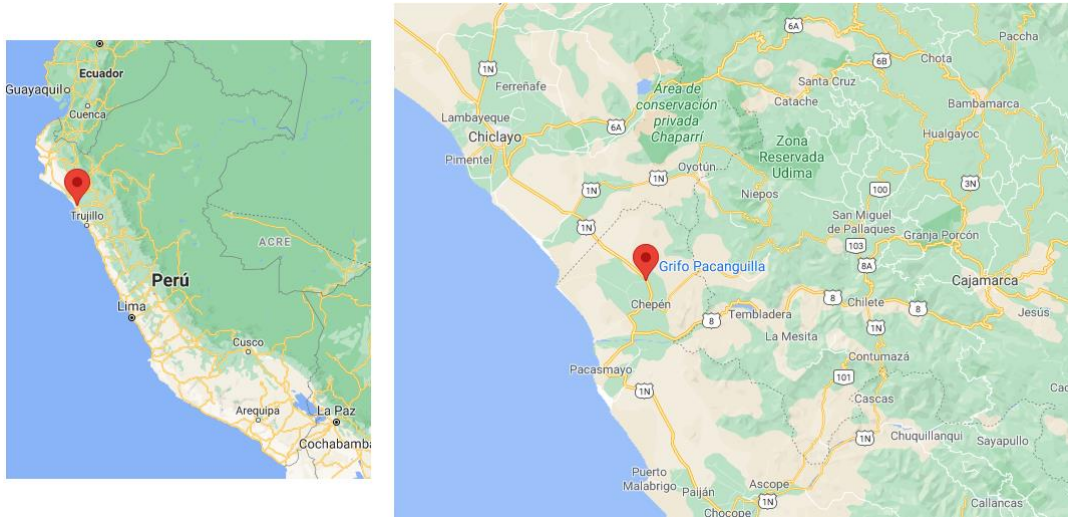 Ecuador
Guayaquil
Cuenca
Trujillo
ACRE
Perú
Lima
Cusco
Arequipa
La Paz
Cochabamba
6A
Paccha
1N
6B
Chota
Ferreñafe
Santa Cruz
Área de
conservación
privada
Chaparrí
Catache
Bambamarca
Lambayeque
6A
Chiclayo
Hualgayoc
Zona
Reservada
Udima
Pimentel
Oyotún
1N
1N
Niepos
100
3N
San Miguel
de Pallaques
1N
Granja Porcón
103
8A
Grifo Pacanguilla
Cajamarca
Chepén
8
Chilete
8
Tembladera
8
Jesús
1N
La Mesita
Contumazá
Pacasmayo
101
1N
Cascas
1N
Chuquillanqui
Sayapullo
Puerto
Malabrigo
Ascope
Paiján
1N
Callancas
Chocope